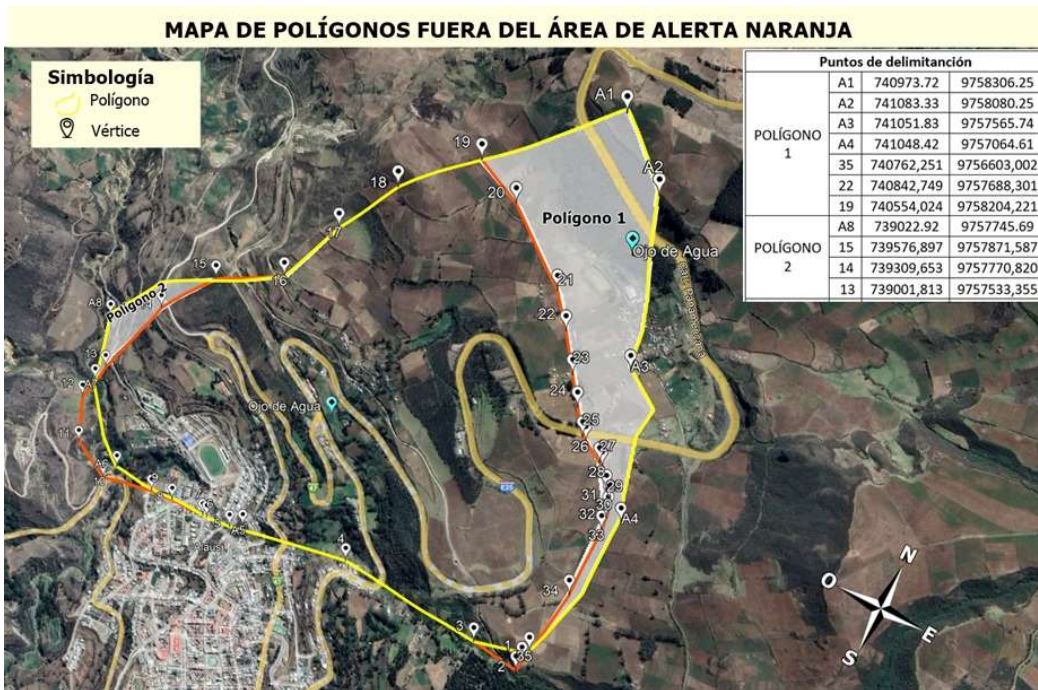 MAPA DE POLÍGONOS FUERA DEL ÁREA DE ALERTA NARANJA
Simbología
Polígono
Vértice
Puntos de delimitanción
POLÍGONO 1
A1 740973.72 9758306.25
A2 741083.33 9758080.25
A3 741051.83 9757565.74
A4 741048.42 9757064.61
35 740762,251 9756603,002
22 740842,749 9757688,301
19 740554,024 9758204,221
POLÍGONO 2
A8 739022.92 9757745.69
15 739576,897 9757871,587
14 739309,653 9757770,820
13 739001,813 9757533,355
A1
19
A2
18
20
Polígono 1
17
Ojo de Agua
15
16
21
Polígono 2
A8
14
22
13
23
A3
12
24
Ojo de Agua
25
11
26
27
A6
28
E35
29
31
30
A4
32
33
A5
4
Alausí
34
3
1
35
2
N
O
E
S